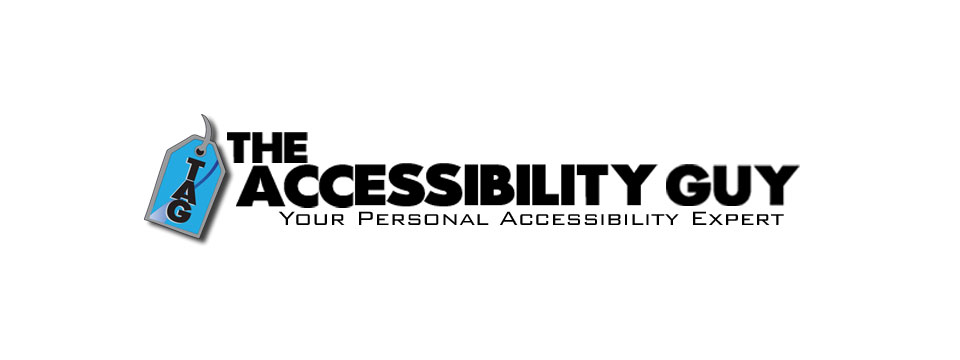 TAG
THE
ACCESSIBILITY GUY
YOUR PERSONAL ACCESSIBILITY EXPERT